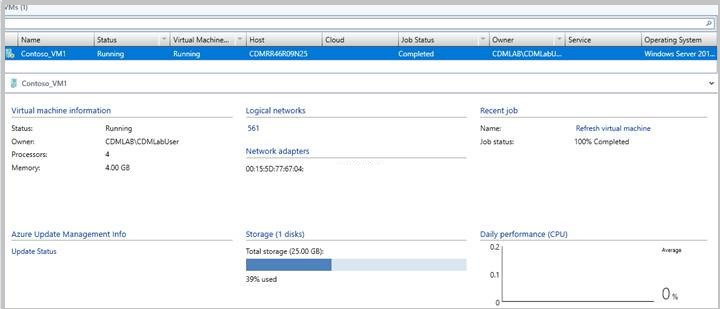 VMs (1)
Name Status Virtual Machine... Host Cloud Job Status Owner Service Operating System
Contoso_VM1 Running Running CDMRR46R09N25 Completed CDMLAB\CDMLabU... Windows Server 201...
Contoso_VM1
Virtual machine information
Status: Running
Owner: CDMLAB\CDMLabUser
Processors: 4
Memory: 4.00 GB
Logical networks
561
Network adapters
00:15:5D:77:67:04:
Recent job
Name: Refresh virtual machine
Job status: 100% Completed
Azure Update Management Info
Update Status
Storage (1 disks)
Total storage (25.00 GB):
39% used
Daily performance (CPU)
0.2
0.1
0
Average
0 %